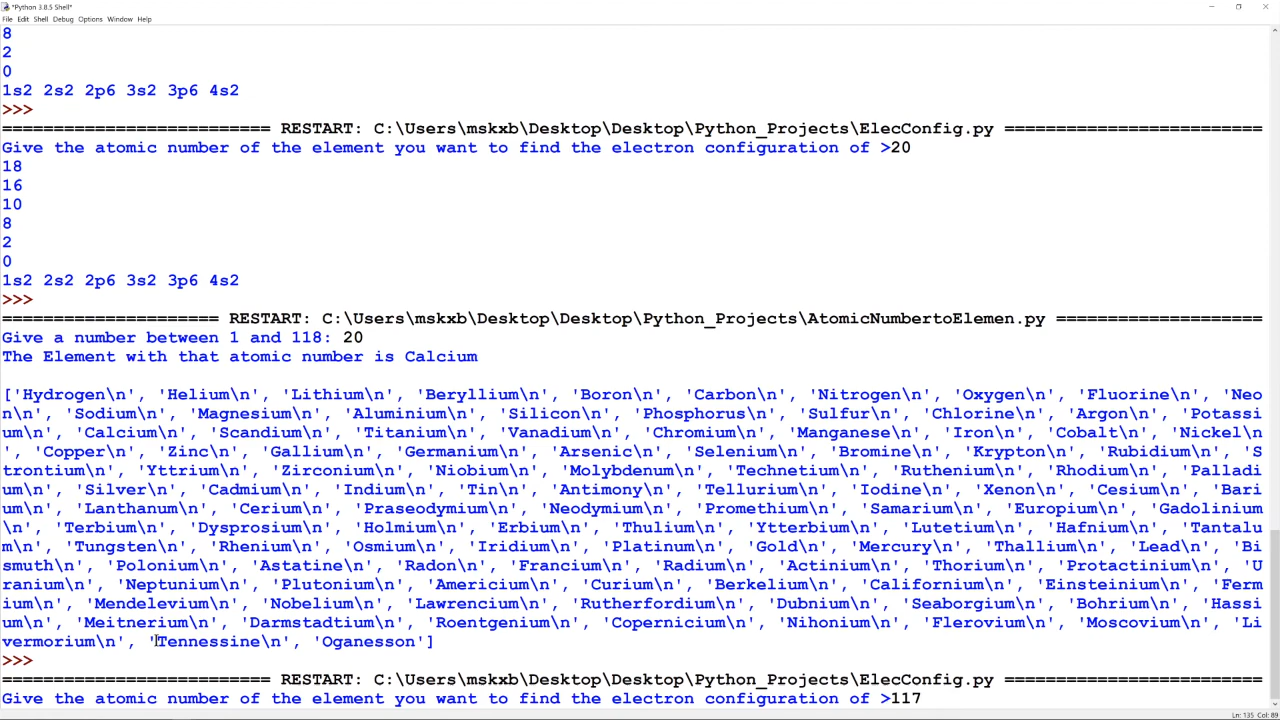 *Python 3.8.5 Shell*
File Edit Shell Debug Options Window Help
8
2
0
1s2 2s2 2p6 3s2 3p6 4s2
>>>
========================== RESTART: C:\Users\mskxb\Desktop\Desktop\Python_Projects\ElecConfig.py =========================
Give the atomic number of the element you want to find the electron configuration of >20
18
16
10
8
2
0
1s2 2s2 2p6 3s2 3p6 4s2
>>>
===================== RESTART: C:\Users\mskxb\Desktop\Desktop\Python_Projects\AtomicNumbertoElemen.py ====================
Give a number between 1 and 118: 20
The Element with that atomic number is Calcium
['Hydrogen\n', 'Helium\n', 'Lithium\n', 'Beryllium\n', 'Boron\n', 'Carbon\n', 'Nitrogen\n', 'Oxygen\n', 'Fluorine\n', 'Neo
n\n', 'Sodium\n', 'Magnesium\n', 'Aluminium\n', 'Silicon\n', 'Phosphorus\n', 'Sulfur\n', 'Chlorine\n', 'Argon\n', 'Potassi
um\n', 'Calcium\n', 'Scandium\n', 'Titanium\n', 'Vanadium\n', 'Chromium\n', 'Manganese\n', 'Iron\n', 'Cobalt\n', 'Nickel\n
', 'Copper\n', 'Zinc\n', 'Gallium\n', 'Germanium\n', 'Arsenic\n', 'Selenium\n', 'Bromine\n', 'Krypton\n', 'Rubidium\n', 'S
trontium\n', 'Yttrium\n', 'Zirconium\n', 'Niobium\n', 'Molybdenum\n', 'Technetium\n', 'Ruthenium\n', 'Rhodium\n', 'Palladi
um\n', 'Silver\n', 'Cadmium\n', 'Indium\n', 'Tin\n', 'Antimony\n', 'Tellurium\n', 'Iodine\n', 'Xenon\n', 'Cesium\n', 'Bari
um\n', 'Lanthanum\n', 'Cerium\n', 'Praseodymium\n', 'Neodymium\n', 'Promethium\n', 'Samarium\n', 'Europium\n', 'Gadolinium
\n', 'Terbium\n', 'Dysprosium\n', 'Holmium\n', 'Erbium\n', 'Thulium\n', 'Ytterbium\n', 'Lutetium\n', 'Hafnium\n', 'Tantalu
m\n', 'Tungsten\n', 'Rhenium\n', 'Osmium\n', 'Iridium\n', 'Platinum\n', 'Gold\n', 'Mercury\n', 'Thallium\n', 'Lead\n', 'Bi
smuth\n', 'Polonium\n', 'Astatine\n', 'Radon\n', 'Francium\n', 'Radium\n', 'Actinium\n', 'Thorium\n', 'Protactinium\n', 'U
ranium\n', 'Neptunium\n', 'Plutonium\n', 'Americium\n', 'Curium\n', 'Berkelium\n', 'Californium\n', 'Einsteinium\n', 'Ferm
ium\n', 'Mendelevium\n', 'Nobelium\n', 'Lawrencium\n', 'Rutherfordium\n', 'Dubnium\n', 'Seaborgium\n', 'Bohrium\n', 'Hassi
um\n', 'Meitnerium\n', 'Darmstadtium\n', 'Roentgenium\n', 'Copernicium\n', 'Nihonium\n', 'Flerovium\n', 'Moscovium\n', 'Li
vermorium\n', 'Tennessine\n', 'Oganesson']
>>>
========================== RESTART: C:\Users\mskxb\Desktop\Desktop\Python_Projects\ElecConfig.py =========================
Give the atomic number of the element you want to find the electron configuration of >117
Ln: 135 Col: 89